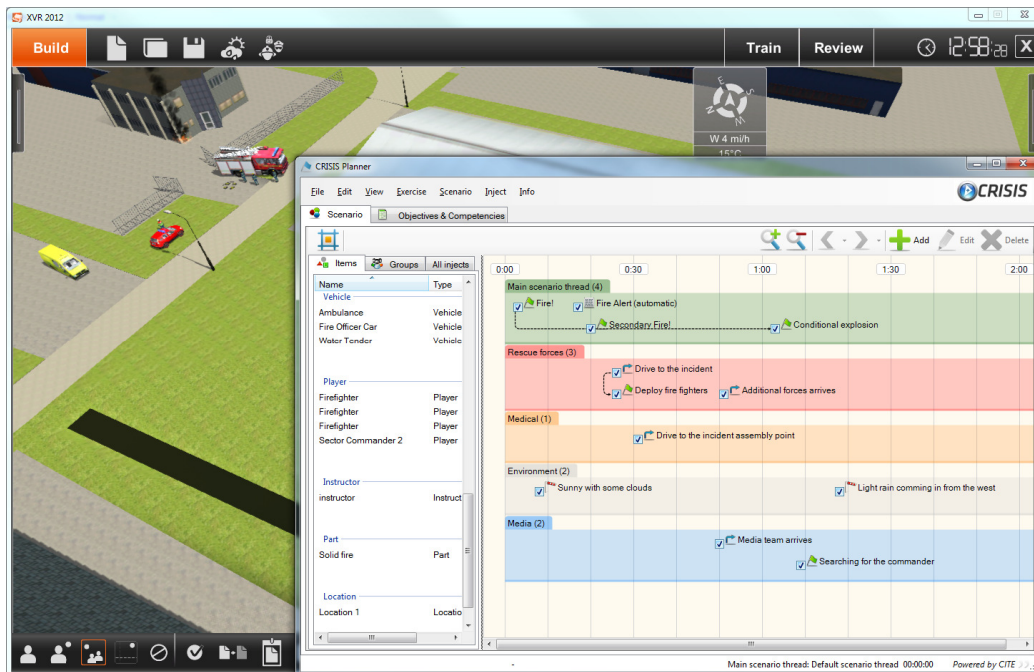 XVR 2012
Build
Train
Review
12:58:28
X
E
S
N
W
W 4 mi/h
15°C
CRISIS Planner
File Edit View Exercise Scenario Inject Info
CRISIS
Scenario Objectives & Competencies
Add Edit Delete
Items Groups All injects
Name Type
Vehicle
Ambulance Vehicle
Fire Officer Car Vehicle
Water Tender Vehicle
Player
Firefighter Player
Firefighter Player
Firefighter Player
Sector Commander 2 Player
Instructor
instructor Instruct
Part
Solid fire Part
Location
Location 1 Locatio
0:00 0:30 1:00 1:30 2:00
Main scenario thread (4)
Fire! Fire Alert (automatic)
Secondary Fire! Conditional explosion
Rescue forces (3)
Drive to the incident
Deploy fire fighters Additional forces arrives
Medical (1)
Drive to the incident assembly point
Environment (2)
Sunny with some clouds Light rain comming in from the west
Media (2)
Media team arrives
Searching for the commander
- Main scenario thread: Default scenario thread 00:00:00 Powered by CITE